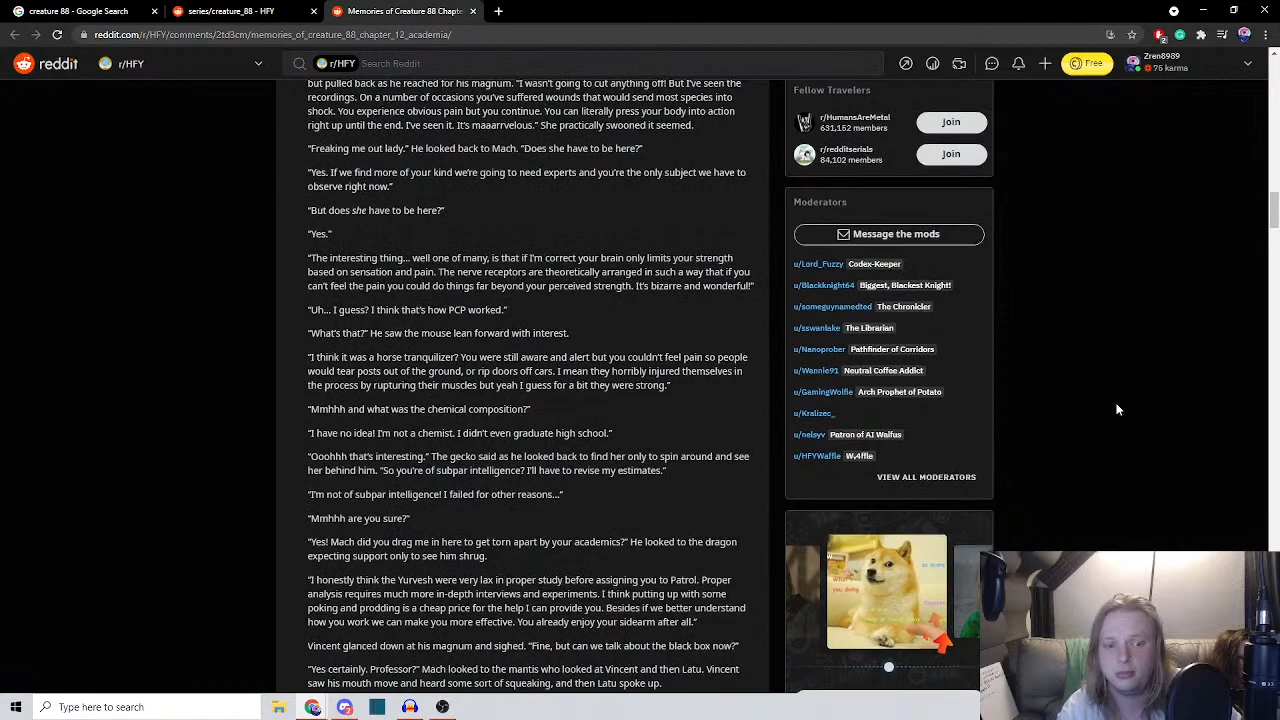 creature_88 - Google Search
series/creature_88 - HFY
Memories of Creature 88 Chapte
reddit.com/r/HFY/comments/2td3cm/memories_of_creature_88_chapter_12_academia/
2
reddit
r/HFY
r/HFY
Search Reddit
Free
Zren8989
75 karma
but pulled back as he reached for his magnum. “I wasn’t going to cut anything off! But I’ve seen the
recordings. On a number of occasions you’ve suffered wounds that would send most species into
shock. You experience obvious pain but you continue. You can literally press your body into action
right up until the end. I’ve seen it. It’s maaarrvelous.” She practically swooned it seemed.
“Freaking me out lady.” He looked back to Mach. “Does she have to be here?”
“Yes. If we find more of your kind we’re going to need experts and you’re the only subject we have to
observe right now.”
“But does she have to be here?”
“Yes.”
“The interesting thing… well one of many, is that if I’m correct your brain only limits your strength
based on sensation and pain. The nerve receptors are theoretically arranged in such a way that if you
can’t feel the pain you could do things far beyond your perceived strength. It’s bizarre and wonderful!”
“Uh… I guess? I think that’s how PCP worked.”
“What’s that?” He saw the mouse lean forward with interest.
“I think it was a horse tranquilizer? You were still aware and alert but you couldn’t feel pain so people
would tear posts out of the ground, or rip doors off cars. I mean they horribly injured themselves in
the process by rupturing their muscles but yeah I guess for a bit they were strong.”
“Mmhhh and what was the chemical composition?”
“I have no idea! I’m not a chemist. I didn’t even graduate high school.”
“Ooohhh that’s interesting.” The gecko said as he looked back to find her only to spin around and see
her behind him. “So you’re of subpar intelligence? I’ll have to revise my estimates.”
“I’m not of subpar intelligence! I failed for other reasons…”
“Mmhhh are you sure?”
“Yes! Mach did you drag me in here to get torn apart by your academics?” He looked to the dragon
expecting support only to see him shrug.
“I honestly think the Yurvesh were very lax in proper study before assigning you to Patrol. Proper
analysis requires much more in-depth interviews and experiments. I think putting up with some
poking and prodding is a cheap price for the help I can provide you. Besides if we better understand
how you work we can make you more effective. You already enjoy your sidearm after all.”
Vincent glanced down at his magnum and sighed. “Fine, but can we talk about the black box now?”
“Yes certainly. Professor?” Mach looked to the mantis who looked at Vincent and then Latu. Vincent
saw his mouth move and heard some sort of squeaking, and then Latu spoke up.
Fellow Travelers
r/HumansAreMetal
631,152 members
Join
r/redditserials
84,102 members
Join
Moderators
Message the mods
u/Lord_Fuzzy Codex-Keeper
u/Blackknight64 Biggest, Blackest Knight!
u/someguynamedted The Chronicler
u/sswanlake The Librarian
u/Nanoprober Pathfinder of Corridors
u/Wannie91 Neutral Coffee Addict
u/GamingWolfie Arch Prophet of Potato
u/Kralizec_
u/nelsyv Patron of AI Waifus
u/HFYWaffle Wᵥ4ffle
VIEW ALL MODERATORS
Type here to search